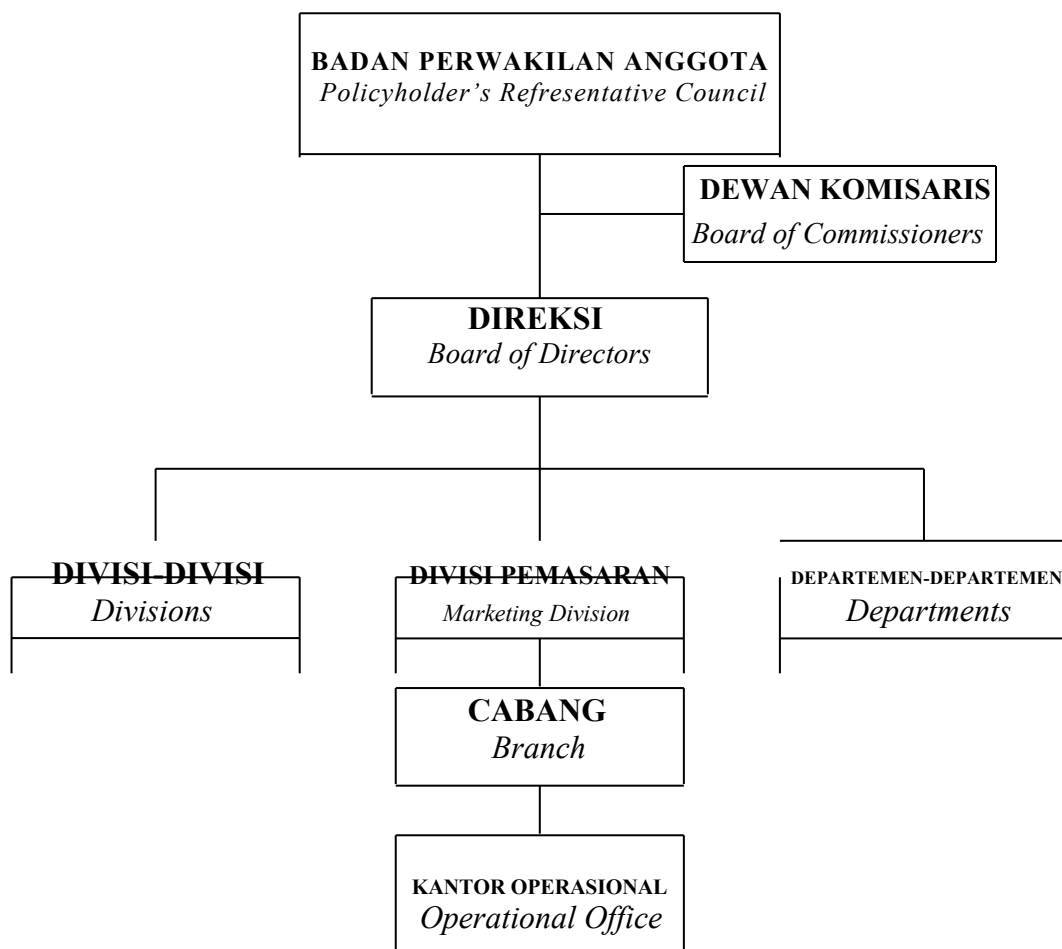 BADAN PERWAKILAN ANGGOTA
Policyholder’s Refresentative Council
DEWAN KOMISARIS
Board of Commissioners
DIREKSI
Board of Directors
DIVISI-DIVISI
Divisions
DIVISI PEMASARAN
Marketing Division
DEPARTEMEN-DEPARTEMEN
Departments
CABANG
Branch
KANTOR OPERASIONAL
Operational Office